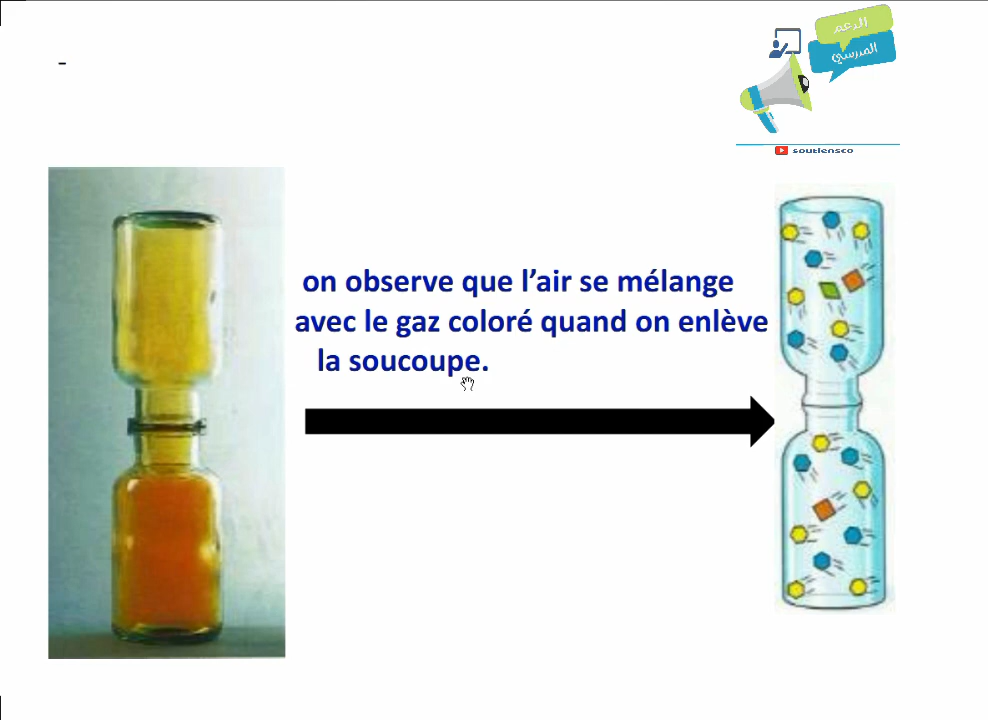 -
الدعم
المدرسي
soutiensco
on observe que l'air se mélange
avec le gaz coloré quand on enlève
la soucoupe.